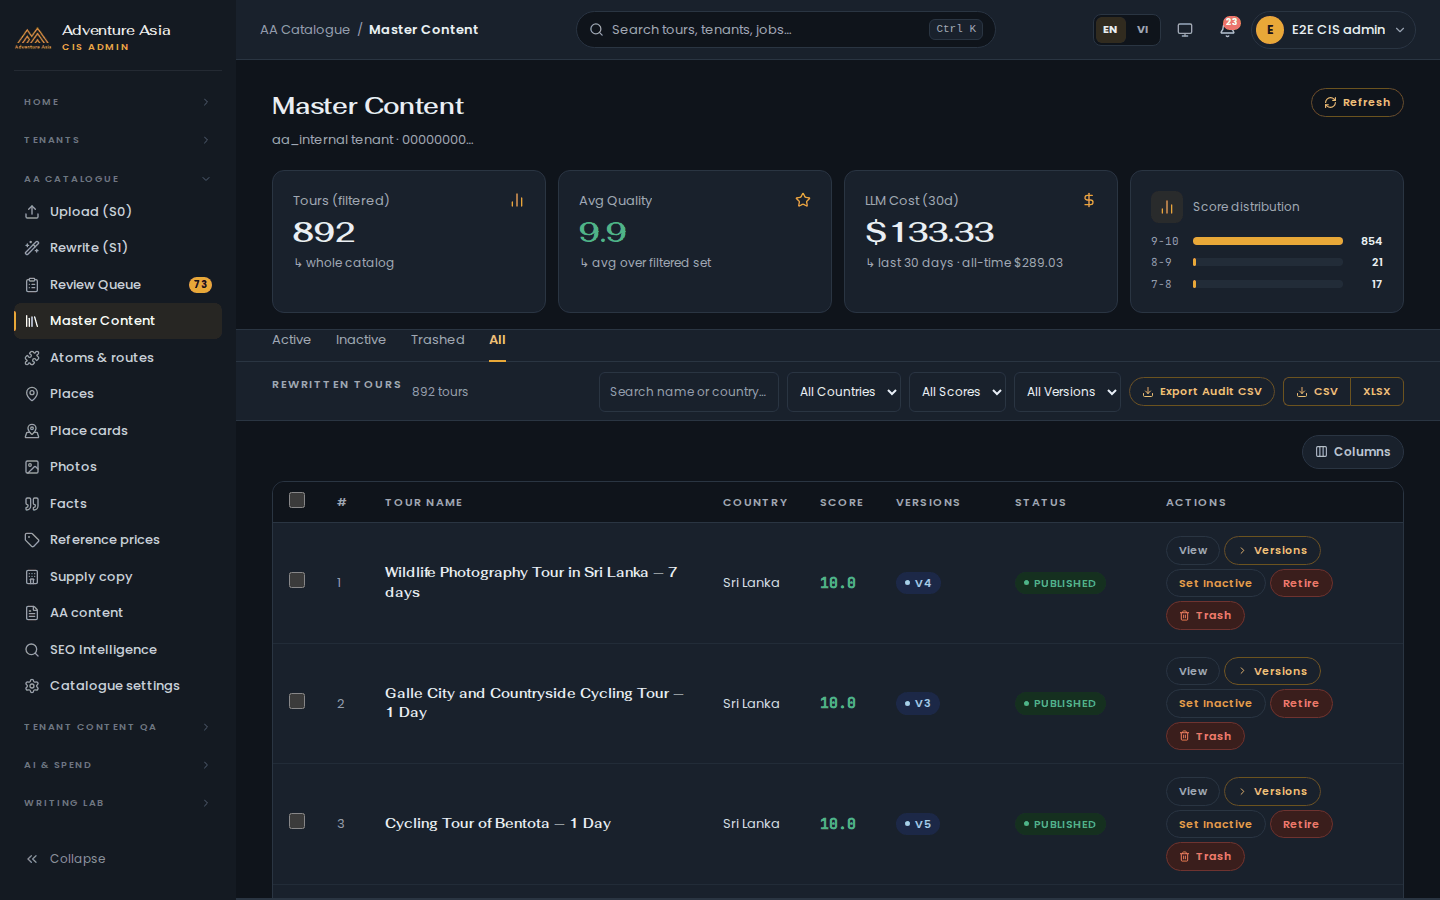 Adventure Asia
CIS ADMIN
Adventure Asia
HOME
TENANTS
AA CATALOGUE
Upload (S0)
Rewrite (S1)
Review Queue 73
Master Content
Atoms & routes
Places
Place cards
Photos
Facts
Reference prices
Supply copy
AA content
SEO Intelligence
Catalogue settings
TENANT CONTENT QA
AI & SPEND
WRITING LAB
Collapse
AA Catalogue / Master Content
Search tours, tenants, jobs... Ctrl K
EN VI
23
E E2E CIS admin
Master Content
Refresh
aa_internal tenant · 00000000...
Tours (filtered)
892
↳ whole catalog
Avg Quality
9.9
↳ avg over filtered set
LLM Cost (30d)
$133.33
↳ last 30 days · all-time $289.03
Score distribution
9-10 854
8-9 21
7-8 17
Active Inactive Trashed All
REWRITTEN TOURS 892 tours
Search name or country... All Countries All Scores All Versions Export Audit CSV CSV XLSX
Columns
# TOUR NAME COUNTRY SCORE VERSIONS STATUS ACTIONS
1 Wildlife Photography Tour in Sri Lanka — 7 days Sri Lanka 10.0 V4 PUBLISHED
View Versions
Set Inactive Retire
Trash
2 Galle City and Countryside Cycling Tour — 1 Day Sri Lanka 10.0 V3 PUBLISHED
View Versions
Set Inactive Retire
Trash
3 Cycling Tour of Bentota — 1 Day Sri Lanka 10.0 V5 PUBLISHED
View Versions
Set Inactive Retire
Trash